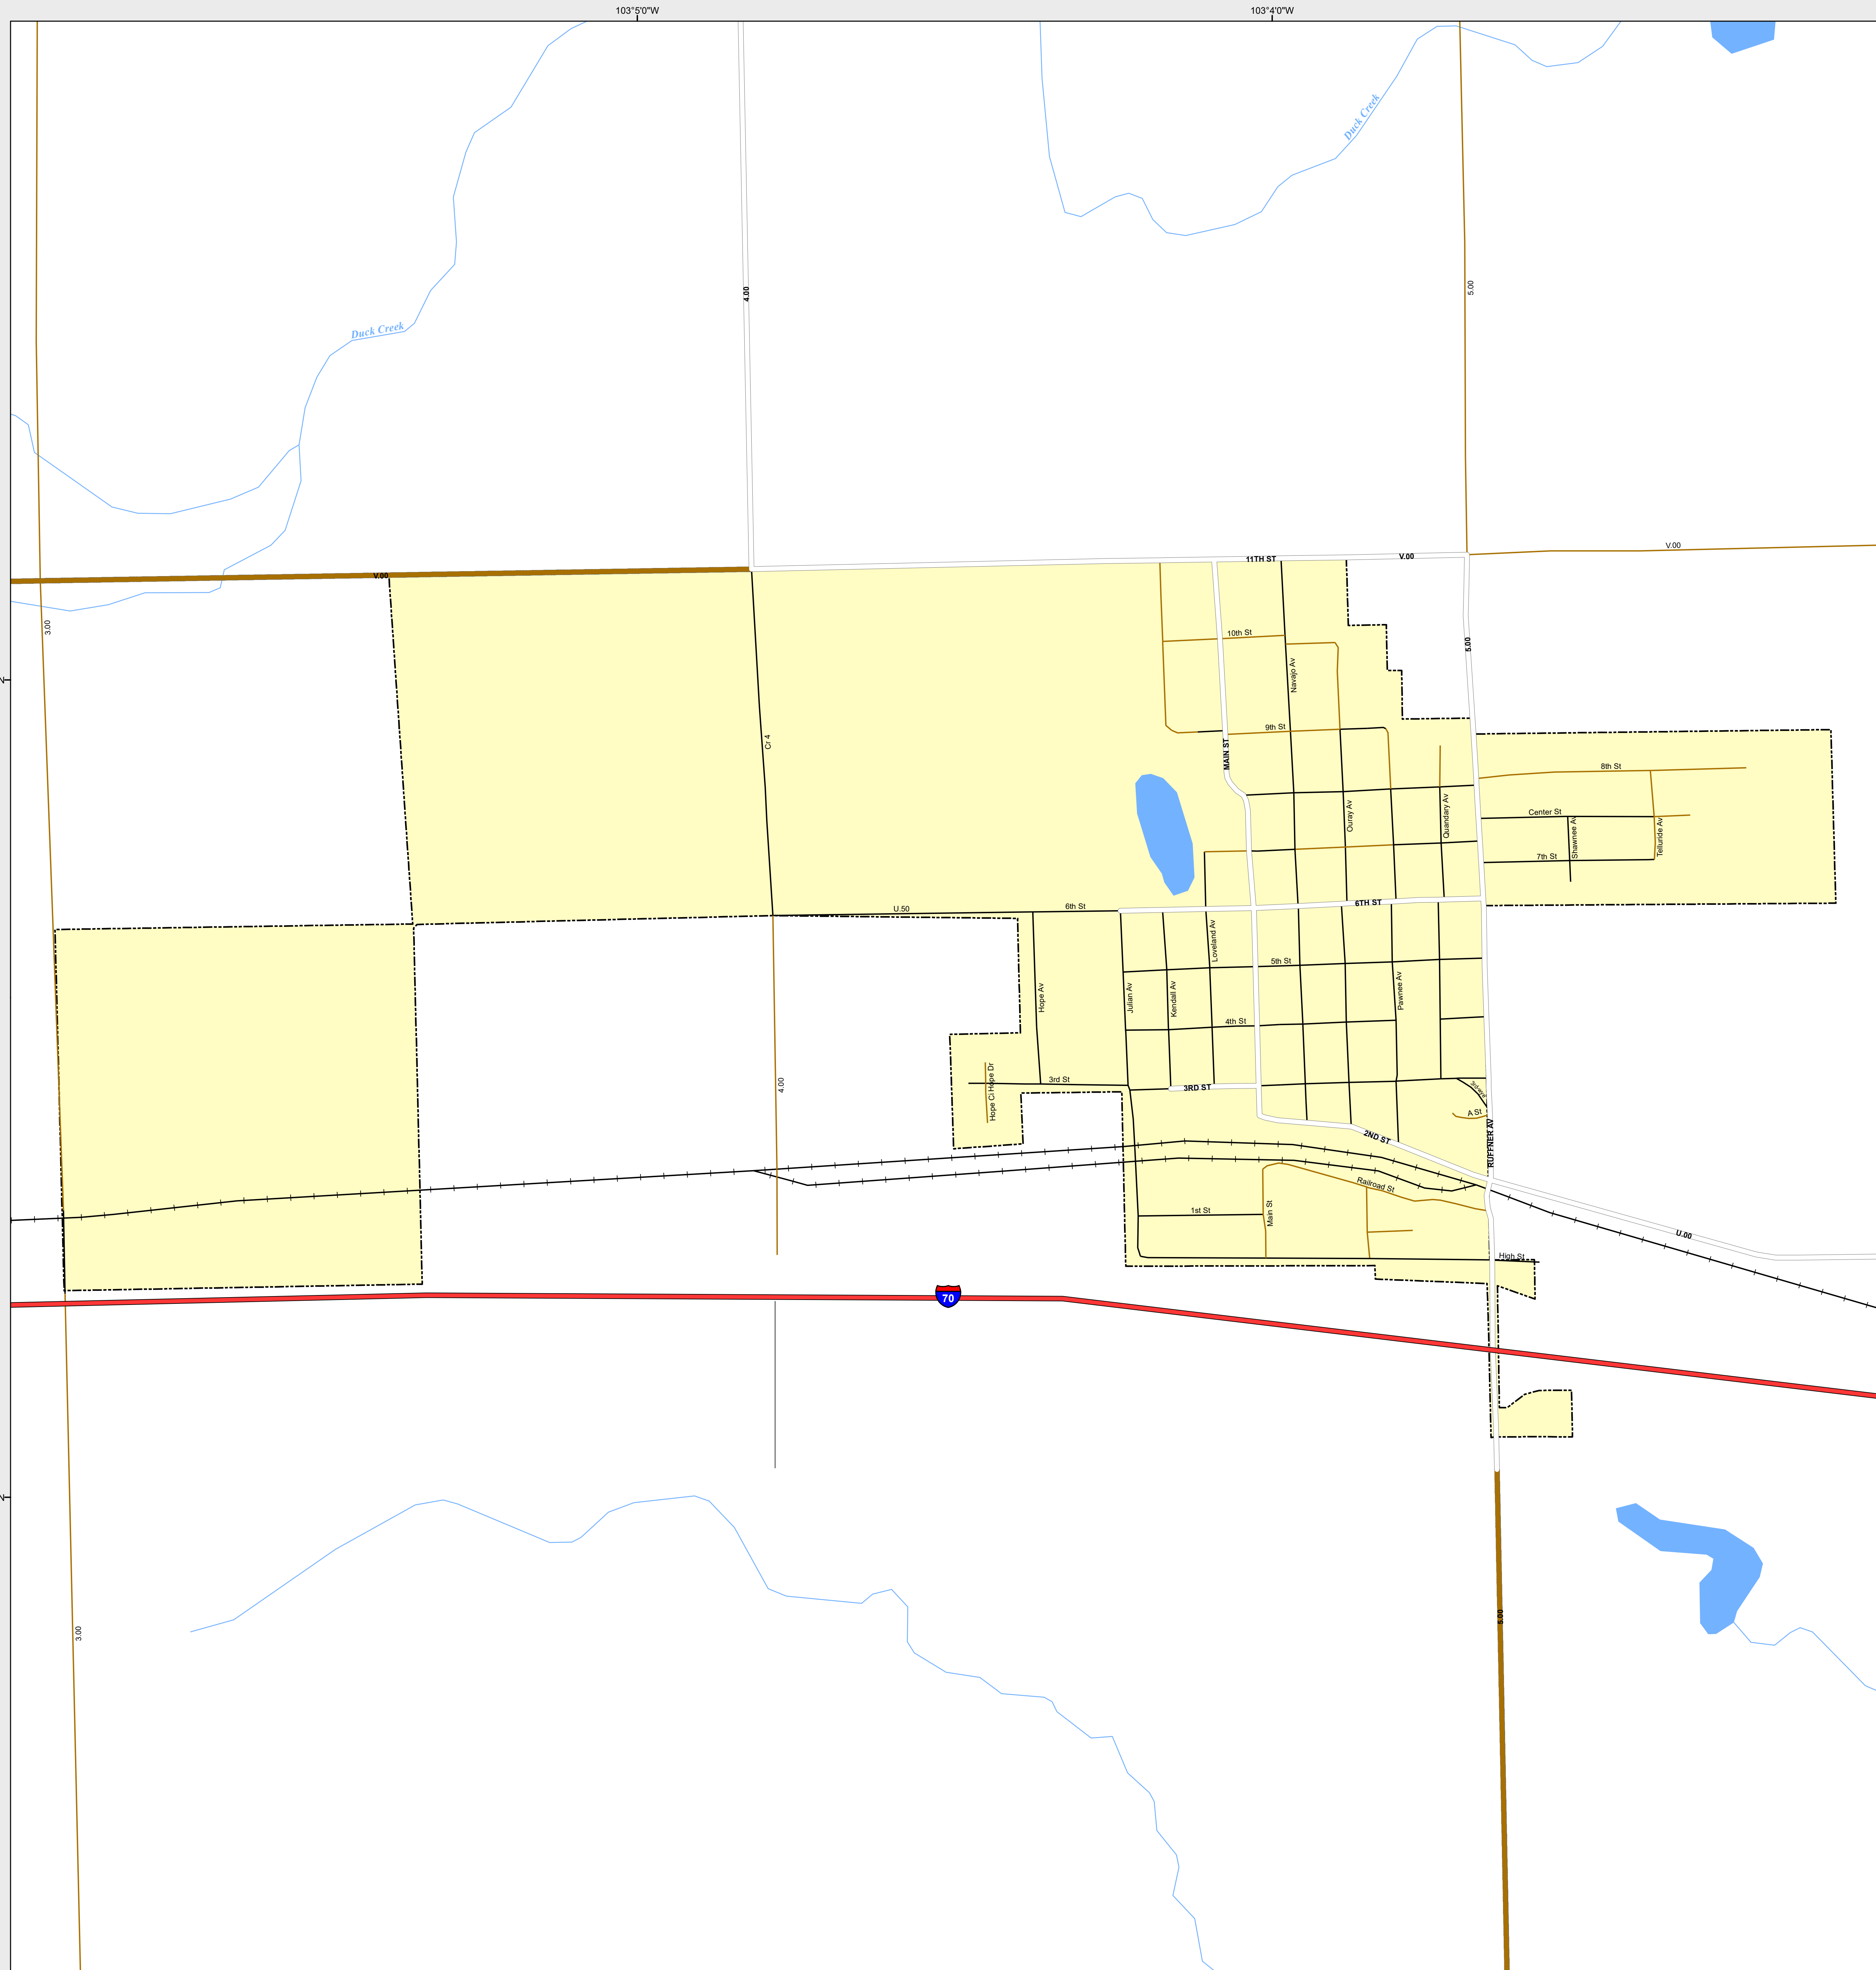 103°5'0"W
103°4'0"W
Duck Creek
5.00
4.00
Duck Creek
V.00
11TH ST
V.00
V.00
3.00
10th St
5.00
Navajo Av
9th St
Cr 4
MAIN ST
8th St
Center St
Ouray Av
Quandary Av
Shawnee Av
Telluride Av
7th St
U.50
6th St
6TH ST
Loveland Av
5th St
Hope Av
Julian Av
Kendall Av
Pawnee Av
4th St
4.00
Hope Dr
Hope Ci
3rd St
3RD ST
A St
RUFFNER AV
2ND ST
Railroad St
1st St
Main St
U.00
High St
70
5.00
3.00